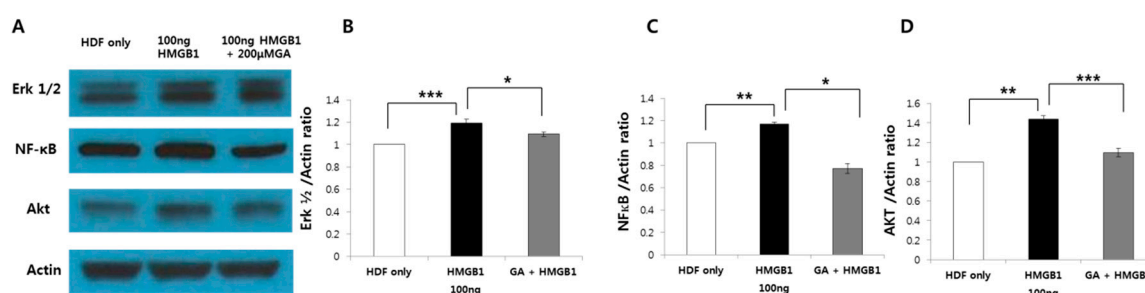 A
HDF only
100ng HMGB1
100ng HMGB1 + 200μMGA
Erk 1/2
NF-κB
Akt
Actin
B
Erk ½ /Actin ratio
1.4
1.2
1
0.8
0.6
0.4
0.2
0
***
*
HDF only
HMGB1
GA + HMGB1
100ng
C
NFκB /Actin ratio
1.2
1
0.8
0.6
0.4
0.2
0
**
*
HDF only
HMGB1
GA + HMGB1
100ng
D
AKT /Actin ratio
1.6
1.4
1.2
1
0.8
0.6
0.4
0.2
0
**
***
HDF only
HMGB1
GA + HMGB
100ng